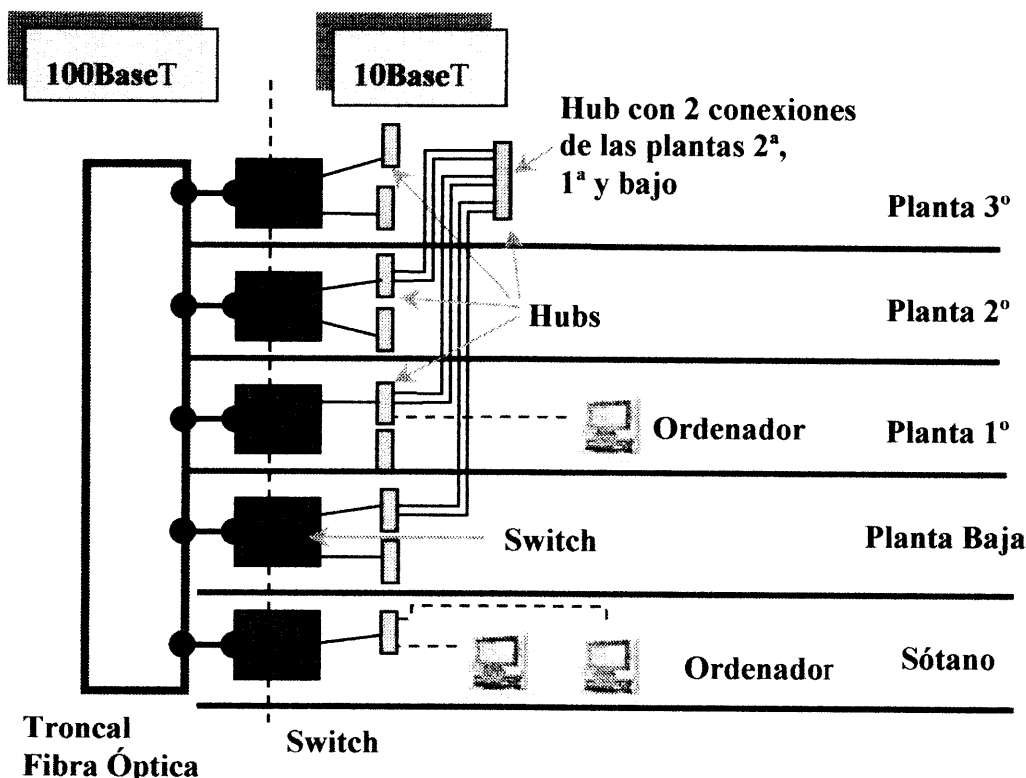 100BaseT
10BaseT
Hub con 2 conexiones
de las plantas 2ª,
1ª y bajo
Planta 3º
Hubs
Planta 2º
Ordenador
Planta 1º
Switch
Planta Baja
Ordenador
Sótano
Troncal
Fibra Óptica
Switch